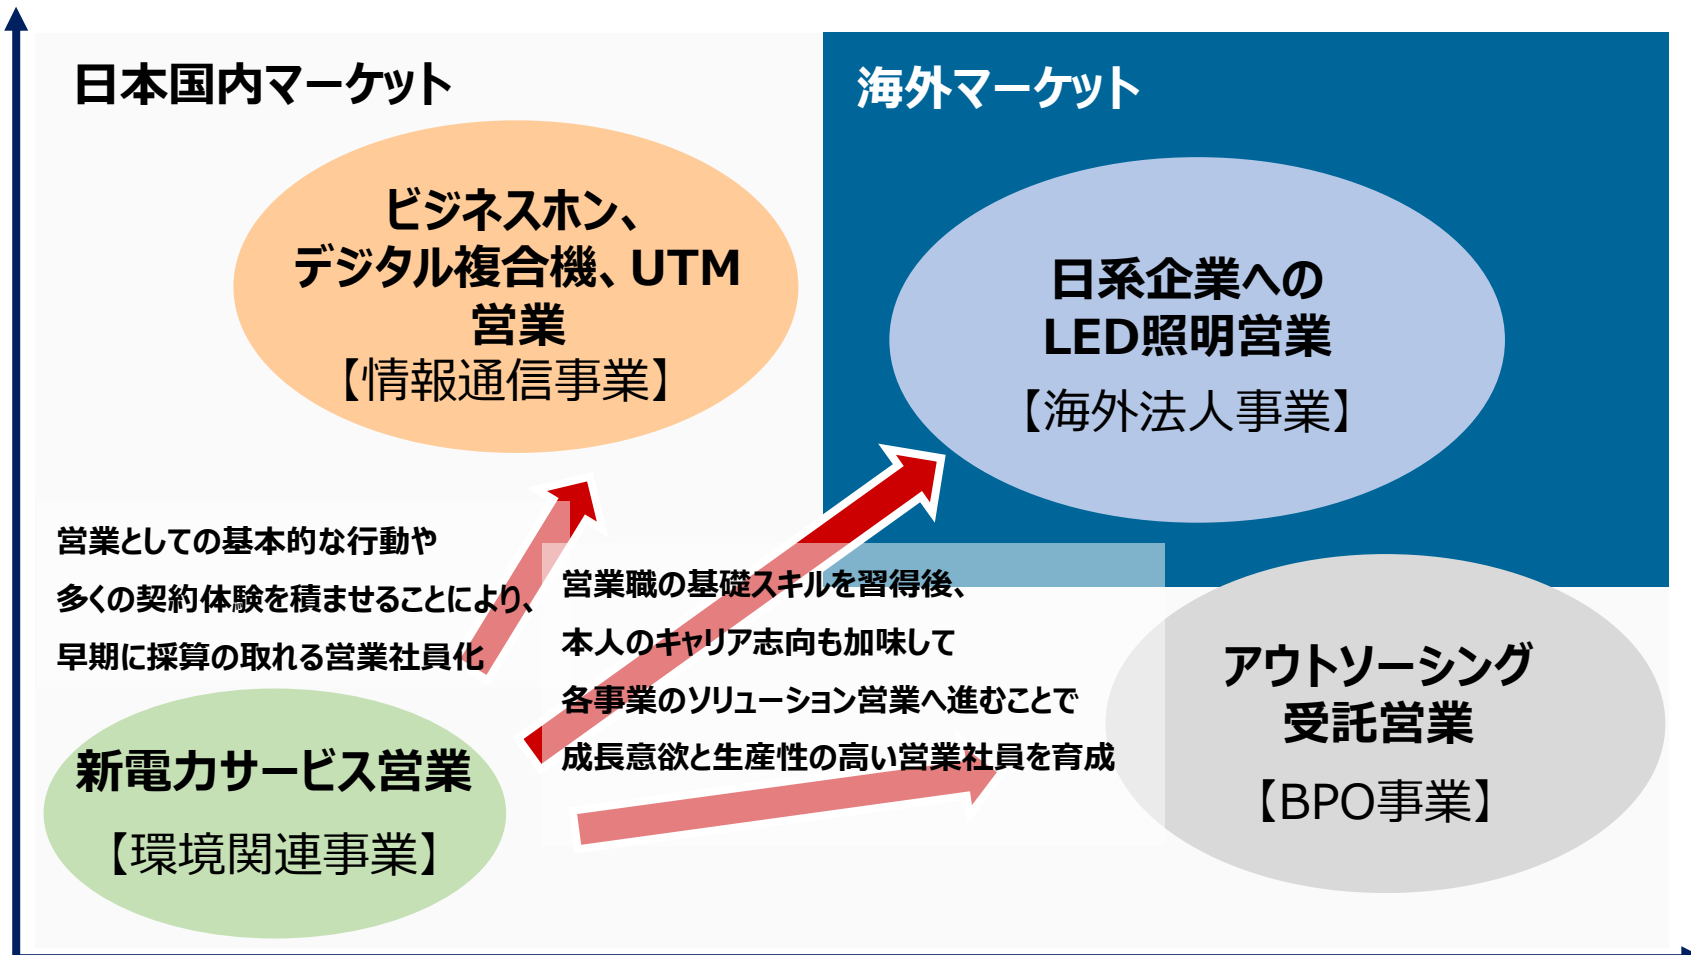 日本国内マーケット
海外マーケット
ビジネスホン、
デジタル複合機、UTM
営業
【情報通信事業】
日系企業への
LED照明営業
【海外法人事業】
営業としての基本的な行動や
多くの契約体験を積ませることにより、
早期に採算の取れる営業社員化
営業職の基礎スキルを習得後、
本人のキャリア志向も加味して
各事業のソリューション営業へ進むことで
成長意欲と生産性の高い営業社員を育成
アウトソーシング
受託営業
【BPO事業】
新電力サービス営業
【環境関連事業】